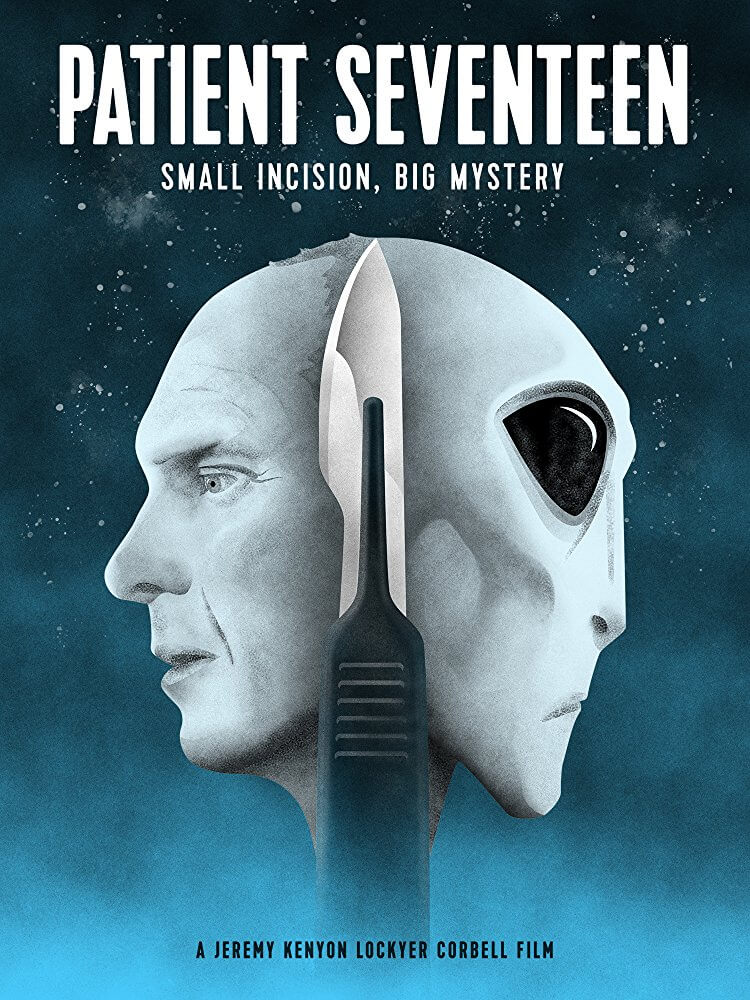 PATIENT SEVENTEEN
SMALL INCISION, BIG MYSTERY
A JEREMY KENYON LOCKYER CORBELL FILM